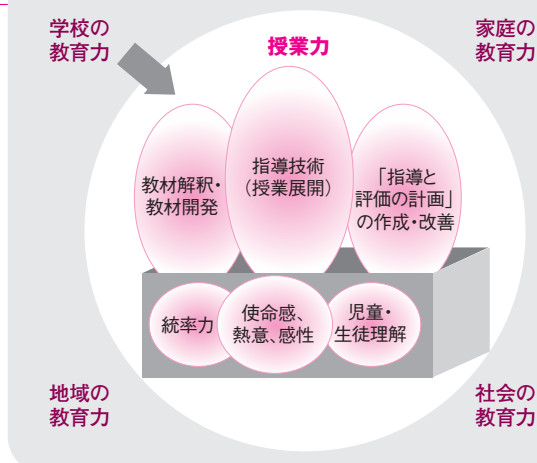 学校の
教育力
授業力
家庭の
教育力
教材解釈・
教材開発
指導技術
（授業展開）
「指導と
評価の計画」
の作成・改善
統率力
使命感、
熱意、感性
児童・
生徒理解
地域の
教育力
社会の
教育力